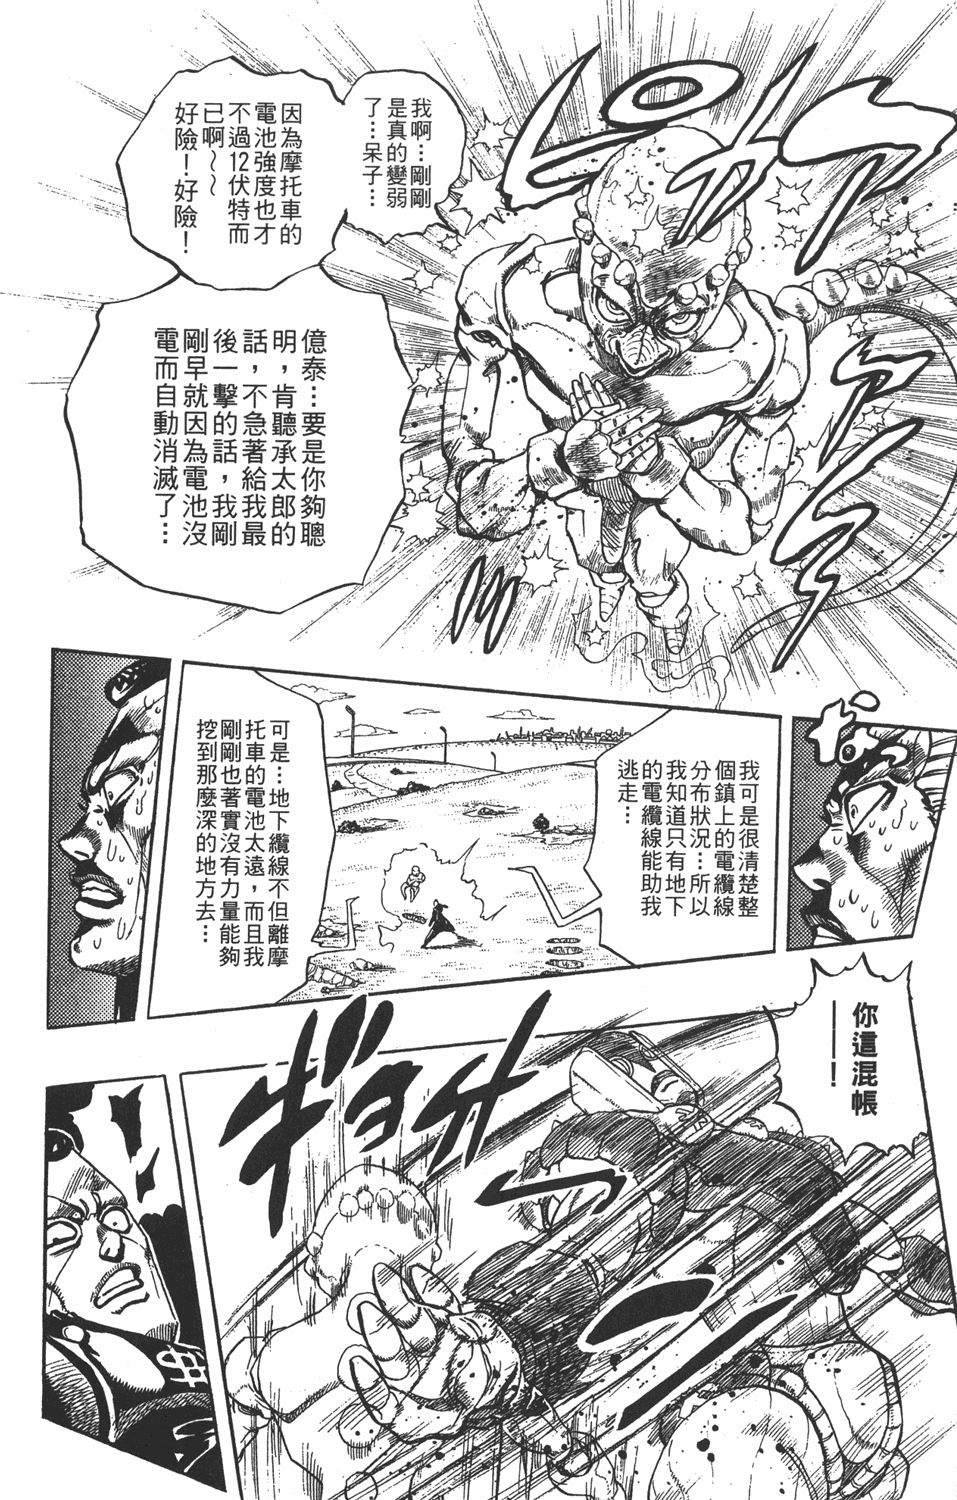 我啊…剛剛
是真的變弱
了…呆子…
因為摩托車的
電池強度也才
不過12伏特而
已啊～～
好險！好險！
億泰…要是你夠聰
明，肯聽承太郎的
話，不急著給我最
後一擊的話，我剛
剛早就因為電池沒
電而自動消滅了…
我可是很清楚整
個鎮上的電纜線
分布狀況…所以
我知道只有地下
的電纜線能助我
逃走…
可是…地下纜線不但離摩
托車的電池太遠，而且我
剛剛也著實沒有力量能夠
挖到那麼深的地方去…
你這混帳
——！
ギョオ
$